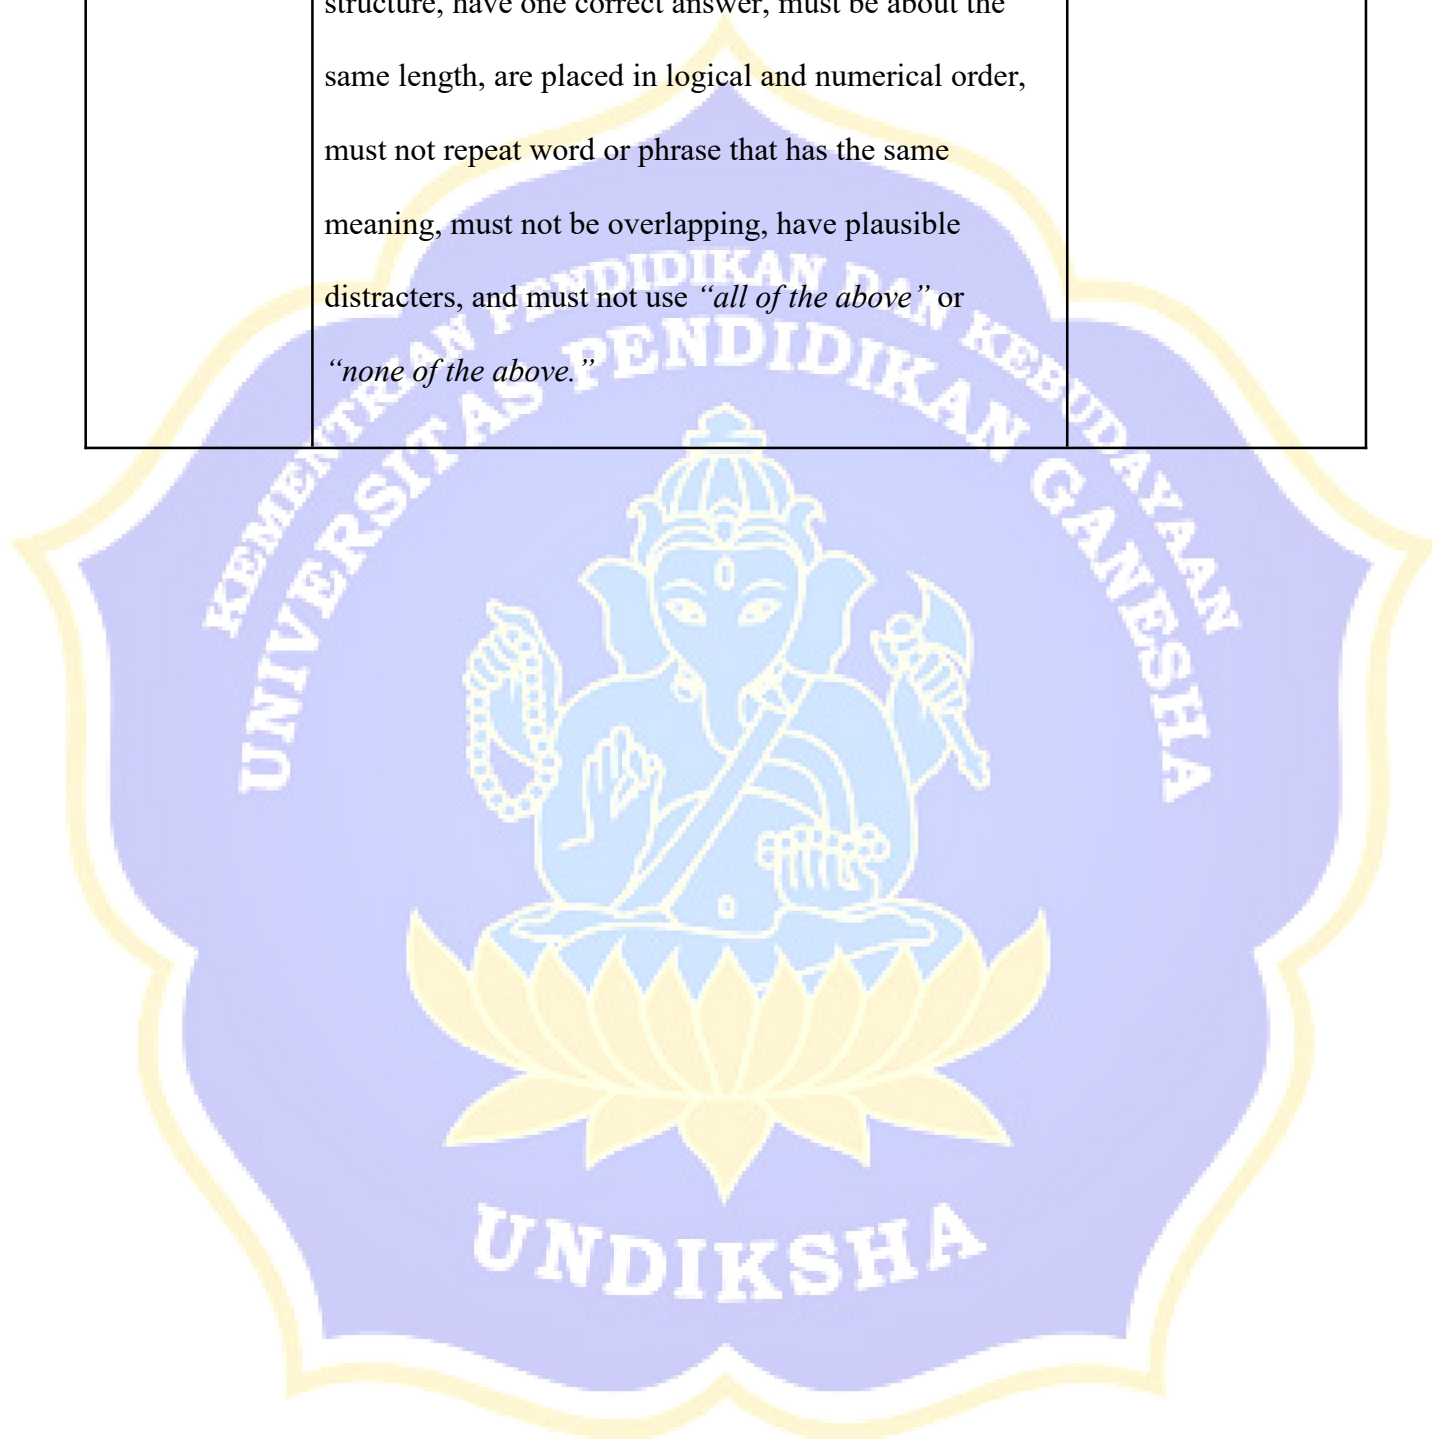 structure, have one correct answer, must be about the
same length, are placed in logical and numerical order,
must not repeat word or phrase that has the same
meaning, must not be overlapping, have plausible
distracters, and must not use “all of the above” or
“none of the above.”
KEMENTRIAN PENDIDIKAN DAN KEBUDAYAAN
UNIVERSITAS PENDIDIKAN GANESHA
UNDIKSHA